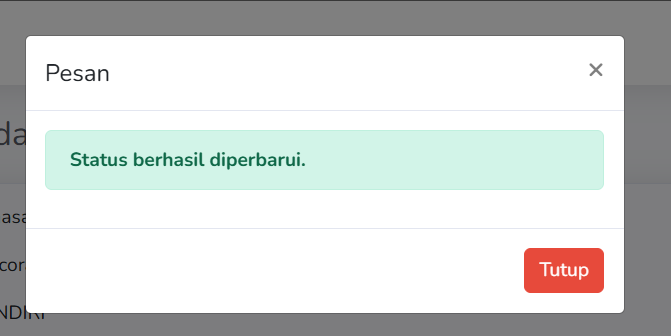 Pesan
×
Status berhasil diperbarui.
Tutup